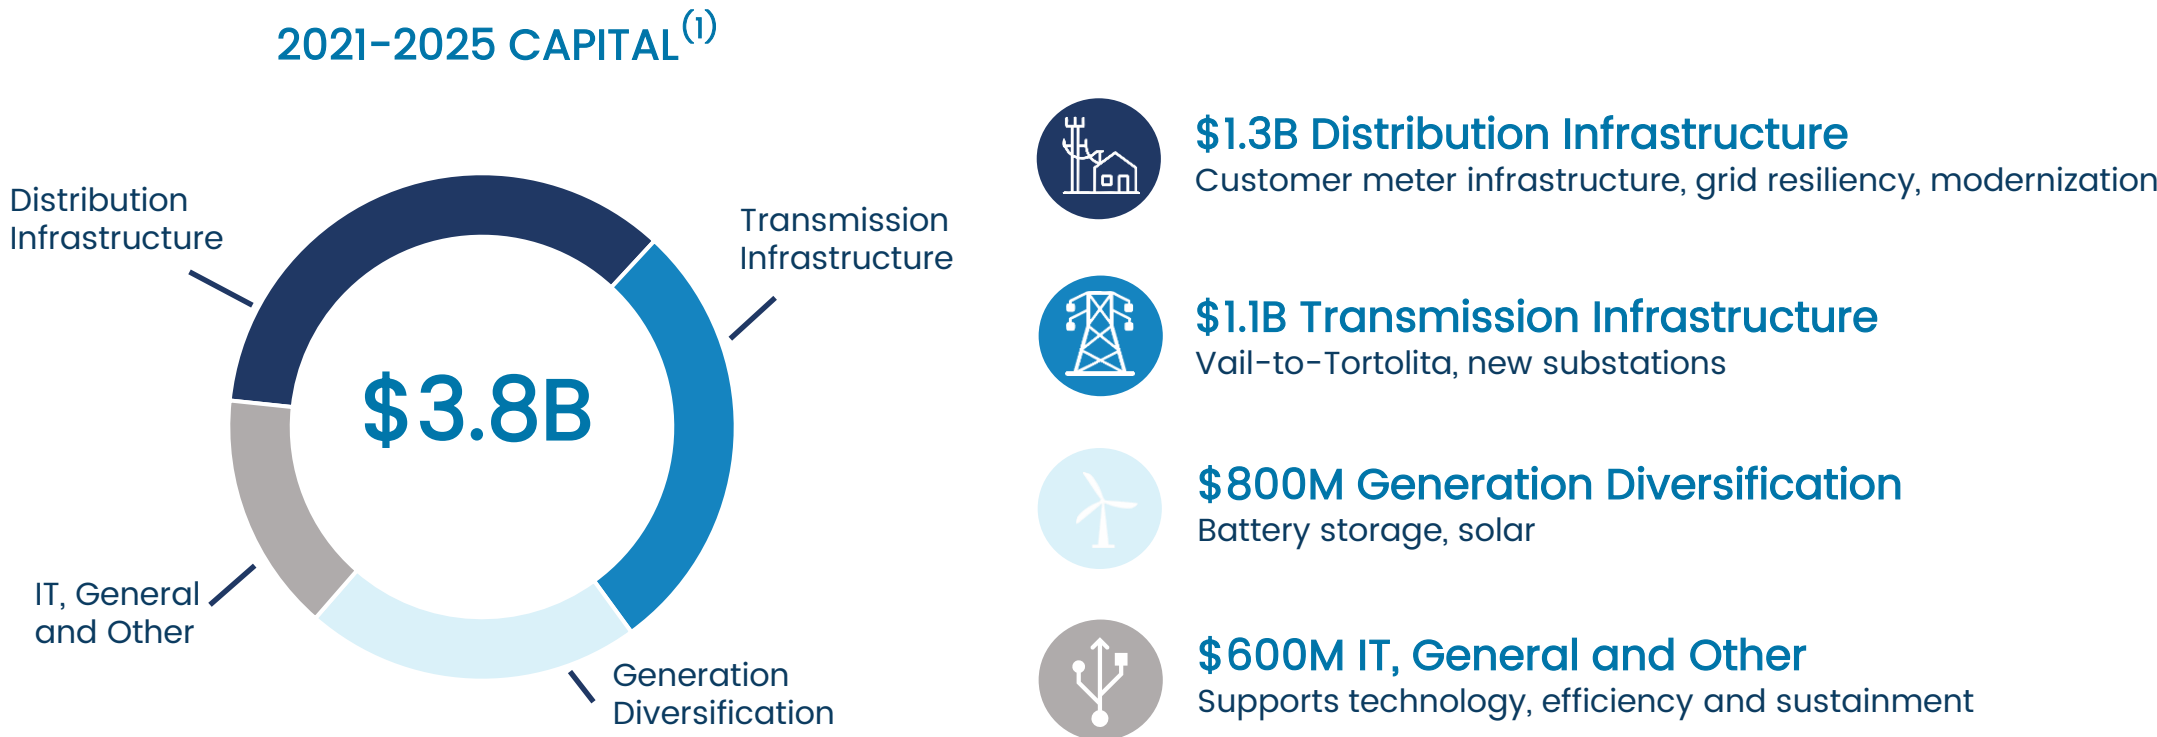 2021-2025 CAPITAL(1)
Distribution
Infrastructure
Transmission
Infrastructure
$3.8B
IT, General
and Other
Generation
Diversification
$1.3B Distribution Infrastructure
Customer meter infrastructure, grid resiliency, modernization
$1.1B Transmission Infrastructure
Vail-to-Tortolita, new substations
$800M Generation Diversification
Battery storage, solar
$600M IT, General and Other
Supports technology, efficiency and sustainment